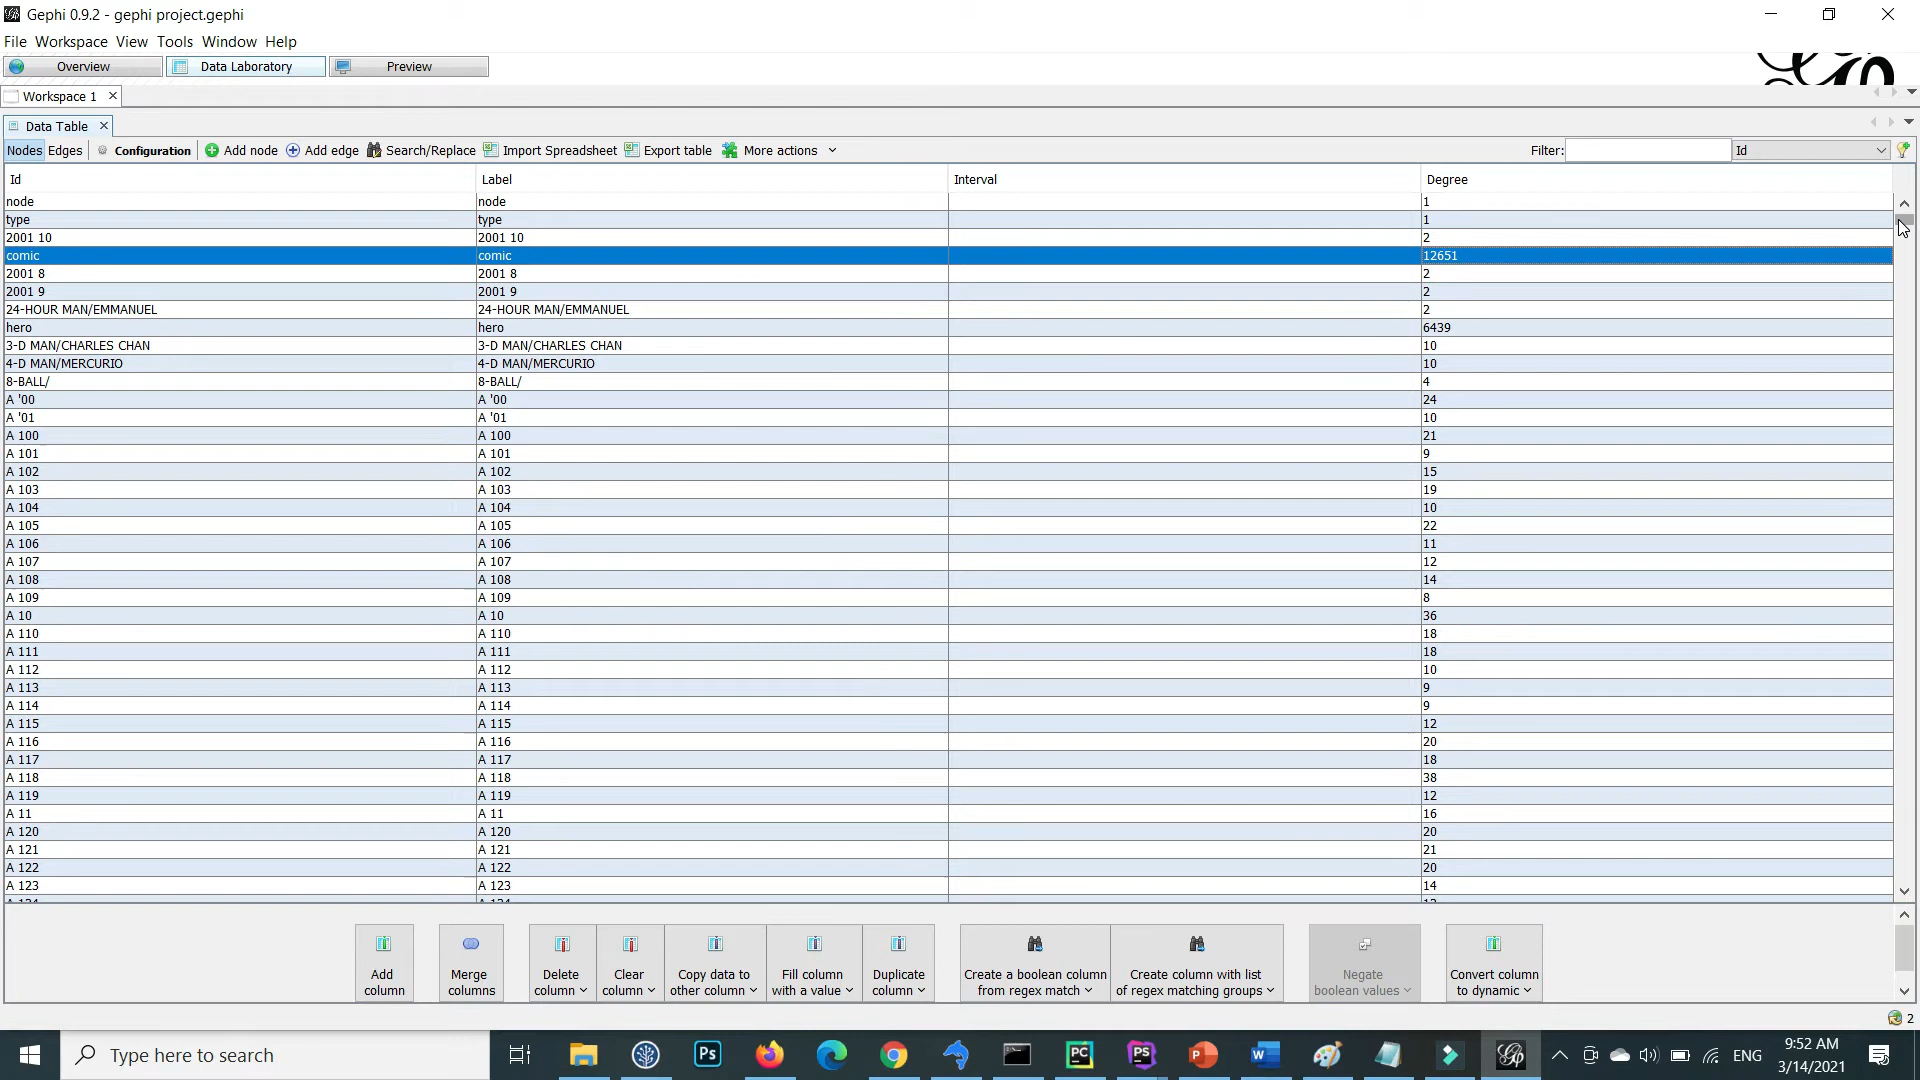 Gephi 0.9.2 - gephi project.gephi
File Workspace View Tools Window Help
Overview Data Laboratory Preview
Workspace 1
Data Table
Nodes Edges Configuration Add node Add edge Search/Replace Import Spreadsheet Export table More actions Filter: Id
Id Label Interval Degree
node node 1
type type 1
2001 10 2001 10 2
comic comic 12651
2001 8 2001 8 2
2001 9 2001 9 2
24-HOUR MAN/EMMANUEL 24-HOUR MAN/EMMANUEL 2
hero hero 6439
3-D MAN/CHARLES CHAN 3-D MAN/CHARLES CHAN 10
4-D MAN/MERCURIO 4-D MAN/MERCURIO 10
8-BALL/ 8-BALL/ 4
A '00 A '00 24
A '01 A '01 10
A 100 A 100 21
A 101 A 101 9
A 102 A 102 15
A 103 A 103 19
A 104 A 104 10
A 105 A 105 22
A 106 A 106 11
A 107 A 107 12
A 108 A 108 14
A 109 A 109 8
A 10 A 10 36
A 110 A 110 18
A 111 A 111 18
A 112 A 112 10
A 113 A 113 9
A 114 A 114 9
A 115 A 115 12
A 116 A 116 20
A 117 A 117 18
A 118 A 118 38
A 119 A 119 12
A 11 A 11 16
A 120 A 120 20
A 121 A 121 21
A 122 A 122 20
A 123 A 123 14
Add column
Merge columns
Delete column
Clear column
Copy data to other column
Fill column with a value
Duplicate column
Create a boolean column from regex match
Create column with list of regex matching groups
Negate boolean values
Convert column to dynamic
2
Type here to search
Ps
PC
PS
ENG
9:52 AM
3/14/2021